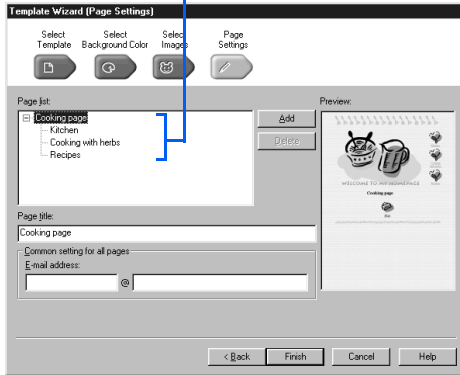 Template Wizard (Page Settings)
Select Template
Select Background Color
Select Images
Page Settings
Page list:
Cooking page
Kitchen
Cooking with herbs
Recipes
Add
Delete
Preview:
WELCOME TO MY HOMEPAGE
Cooking page
Page title:
Cooking page
Common setting for all pages
E-mail address:
@
< Back
Finish
Cancel
Help